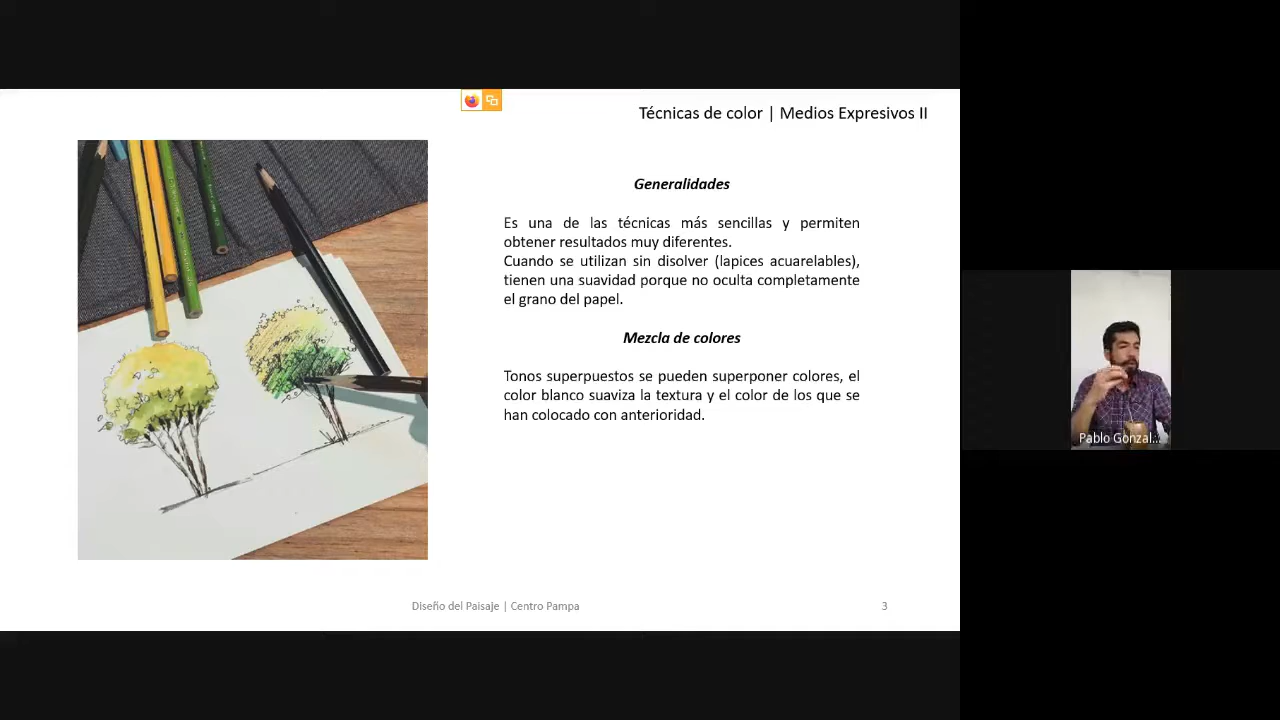 Técnicas de color | Medios Expresivos II
Generalidades
Es una de las técnicas más sencillas y permiten
obtener resultados muy diferentes.
Cuando se utilizan sin disolver (lapices acuarelables),
tienen una suavidad porque no oculta completamente
el grano del papel.
Mezcla de colores
Tonos superpuestos se pueden superponer colores, el
color blanco suaviza la textura y el color de los que se
han colocado con anterioridad.
Pablo Gonzal...
Diseño del Paisaje | Centro Pampa
3